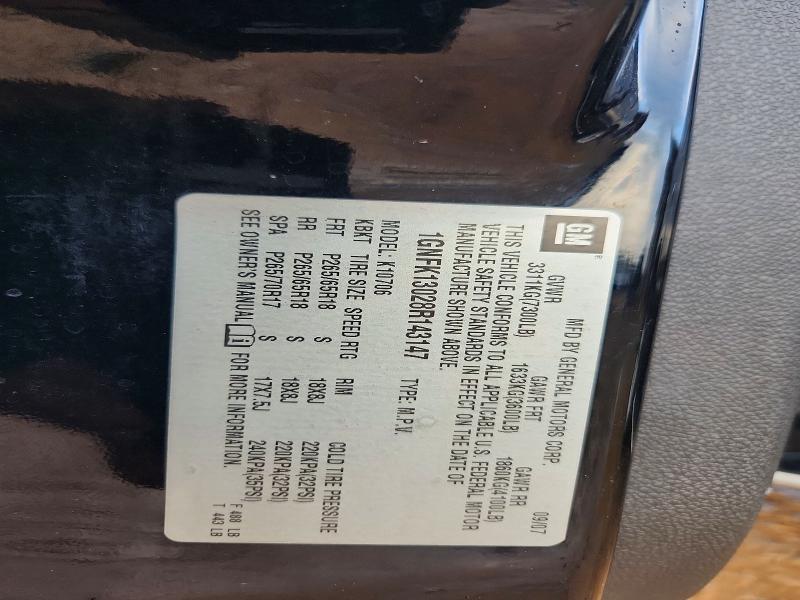 GM ®
MFD BY GENERAL MOTORS CORP. 09/07
GVWR GAWR FRT GAWR RR
3311KG(7300LB) 1633KG(3600LB) 1860KG(4100LB)
THIS VEHICLE CONFORMS TO ALL APPLICABLE U.S. FEDERAL MOTOR
VEHICLE SAFETY STANDARDS IN EFFECT ON THE DATE OF
MANUFACTURE SHOWN ABOVE.
1GNFK13028R143147 TYPE: M.P.V.
MODEL: K10706
KBXT TIRE SIZE SPEED RTG RIM COLD TIRE PRESSURE
FRT P265/65R18 S 18X8J 220KPA(32PSI)
RR P265/65R18 S 18X8J 220KPA(32PSI)
SPA P265/70R17 S 17X7.5J 240KPA(35PSI)
SEE OWNER'S MANUAL i FOR MORE INFORMATION.
F 488 LB
T 443 LB